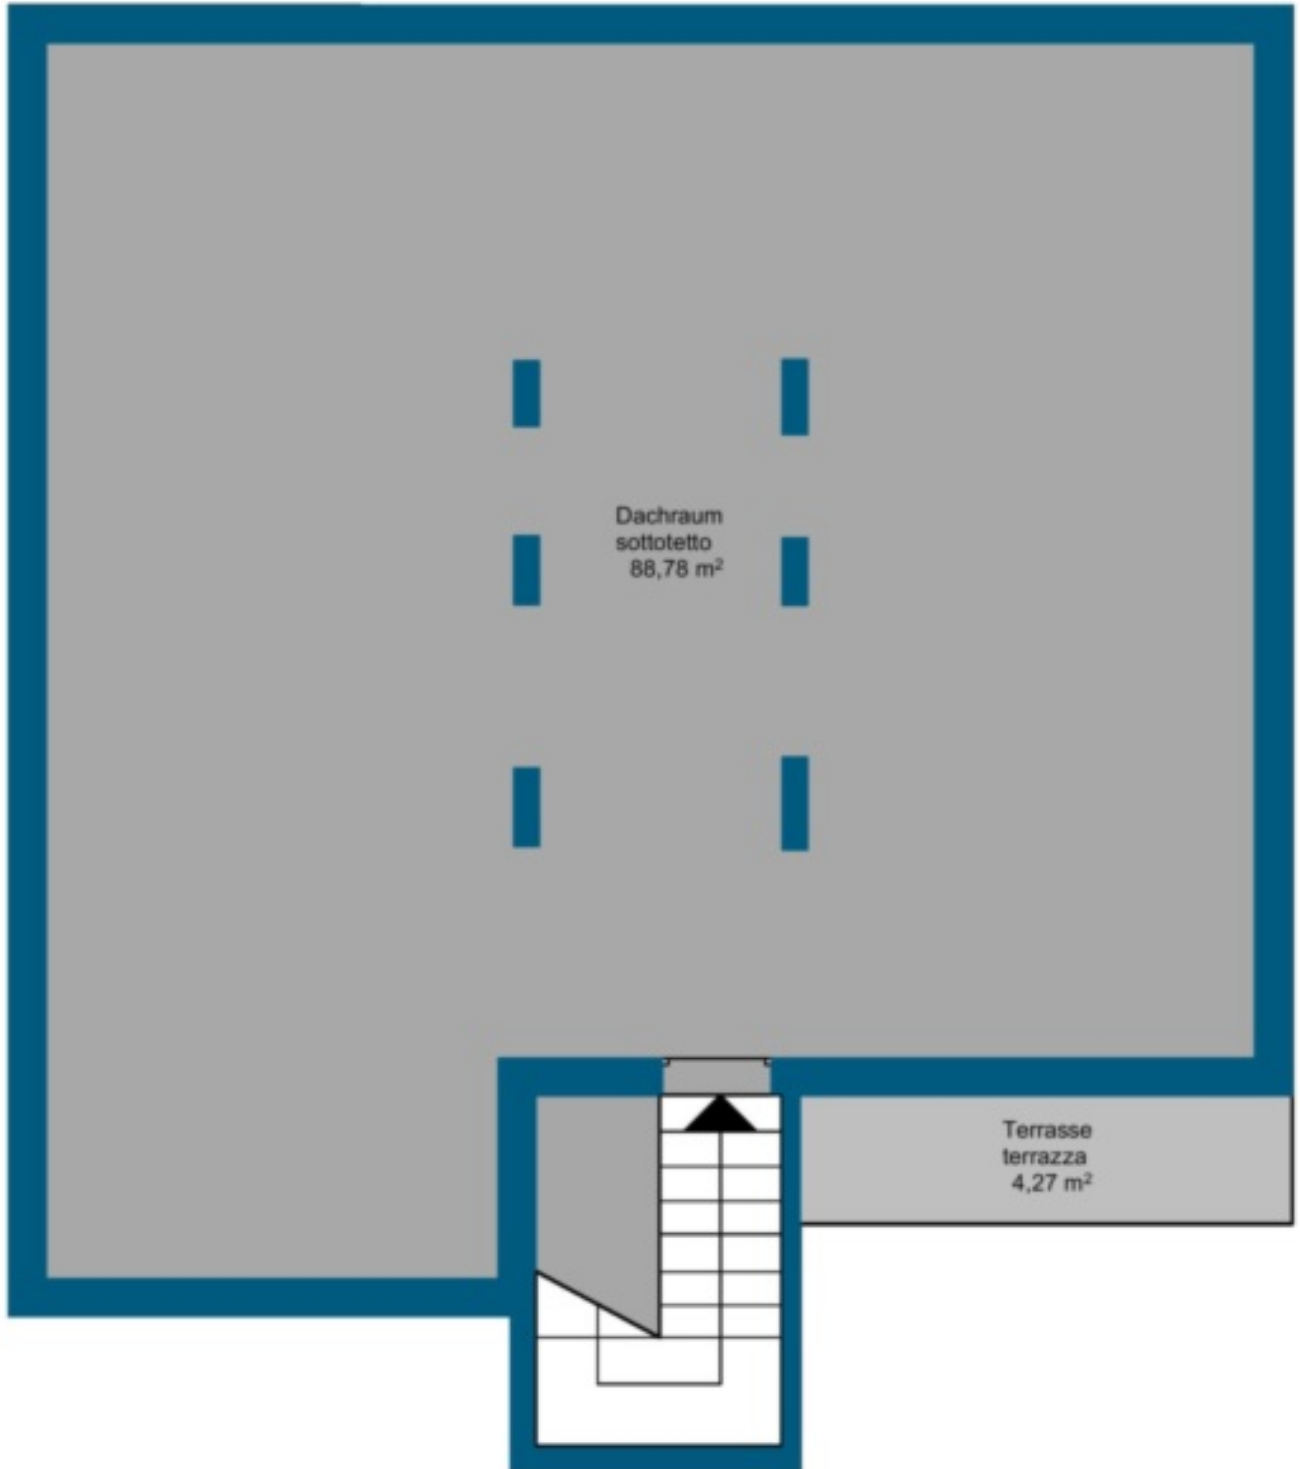 Dachraum
sottotetto
88,78 m²
Terrasse
terrazza
4,27 m²